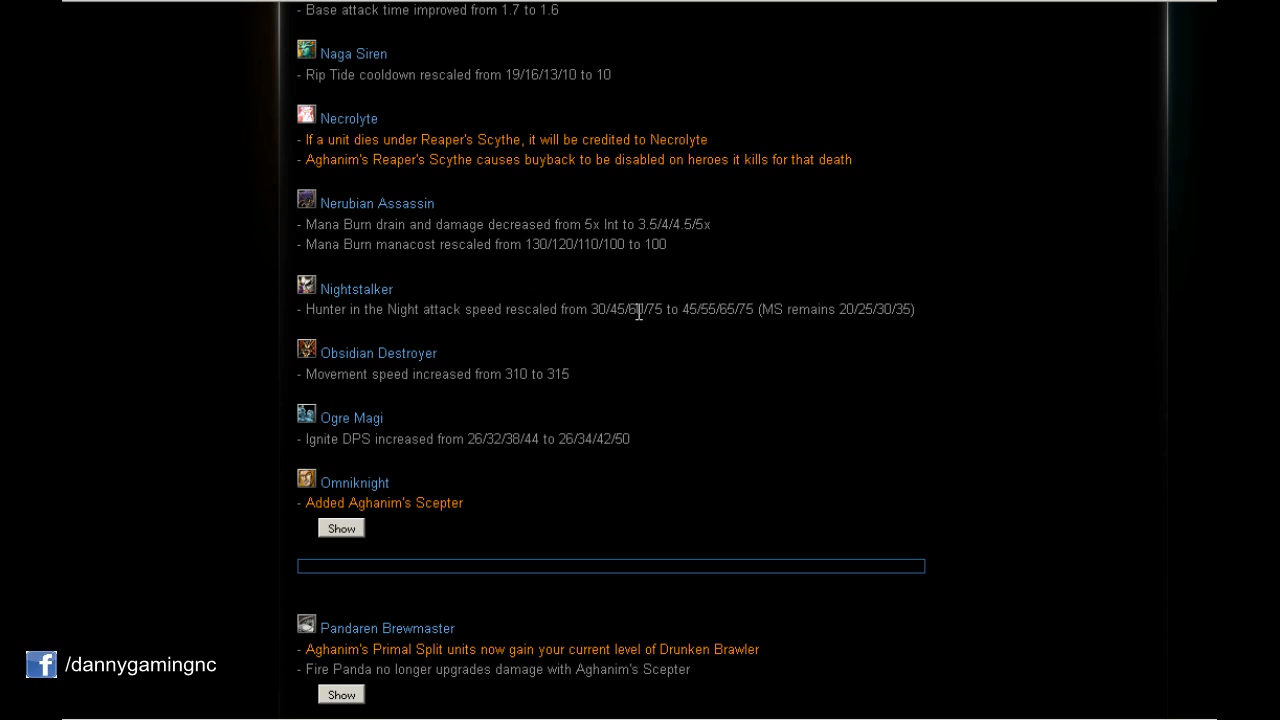 - Base attack time improved from 1.7 to 1.6
Naga Siren
- Rip Tide cooldown rescaled from 19/16/13/10 to 10
Necrolyte
- If a unit dies under Reaper's Scythe, it will be credited to Necrolyte
- Aghanim's Reaper's Scythe causes buyback to be disabled on heroes it kills for that death
Nerubian Assassin
- Mana Burn drain and damage decreased from 5x Int to 3.5/4/4.5/5x
- Mana Burn manacost rescaled from 130/120/110/100 to 100
Nightstalker
- Hunter in the Night attack speed rescaled from 30/45/60/75 to 45/55/65/75 (MS remains 20/25/30/35)
Obsidian Destroyer
- Movement speed increased from 310 to 315
Ogre Magi
- Ignite DPS increased from 26/32/38/44 to 26/34/42/50
Omniknight
- Added Aghanim's Scepter
Show
Pandaren Brewmaster
- Aghanim's Primal Split units now gain your current level of Drunken Brawler
- Fire Panda no longer upgrades damage with Aghanim's Scepter
Show
f /dannygamingnc